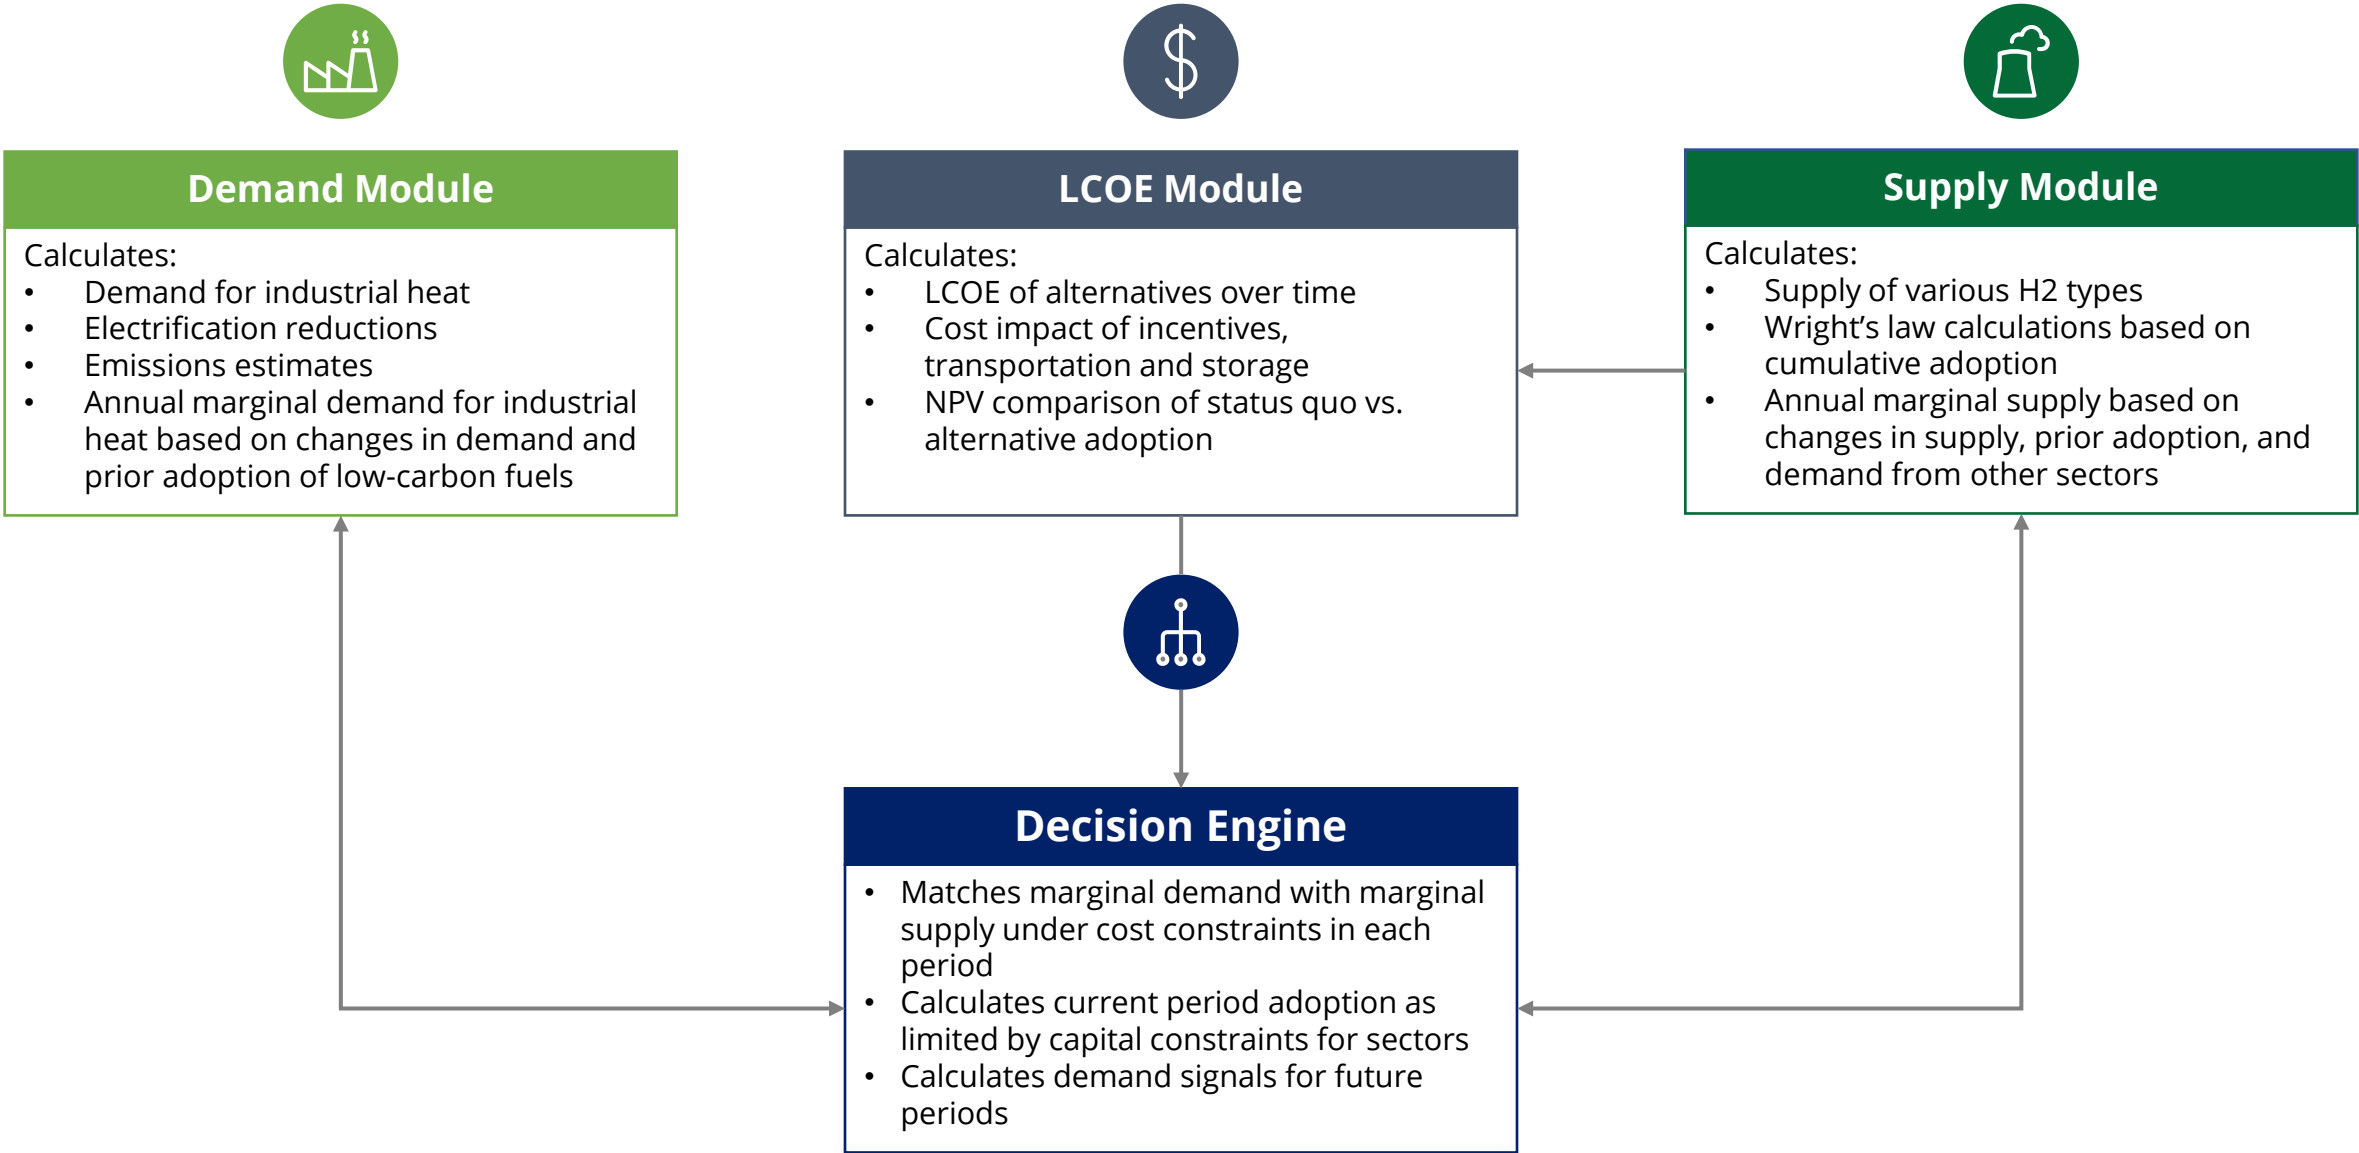 Demand Module
Calculates:
• Demand for industrial heat
• Electrification reductions
• Emissions estimates
• Annual marginal demand for industrial
heat based on changes in demand and
prior adoption of low-carbon fuels
LCOE Module
Calculates:
• LCOE of alternatives over time
• Cost impact of incentives,
transportation and storage
• NPV comparison of status quo vs.
alternative adoption
Supply Module
Calculates:
• Supply of various H2 types
• Wright’s law calculations based on
cumulative adoption
• Annual marginal supply based on
changes in supply, prior adoption, and
demand from other sectors
Decision Engine
• Matches marginal demand with marginal
supply under cost constraints in each
period
• Calculates current period adoption as
limited by capital constraints for sectors
• Calculates demand signals for future
periods